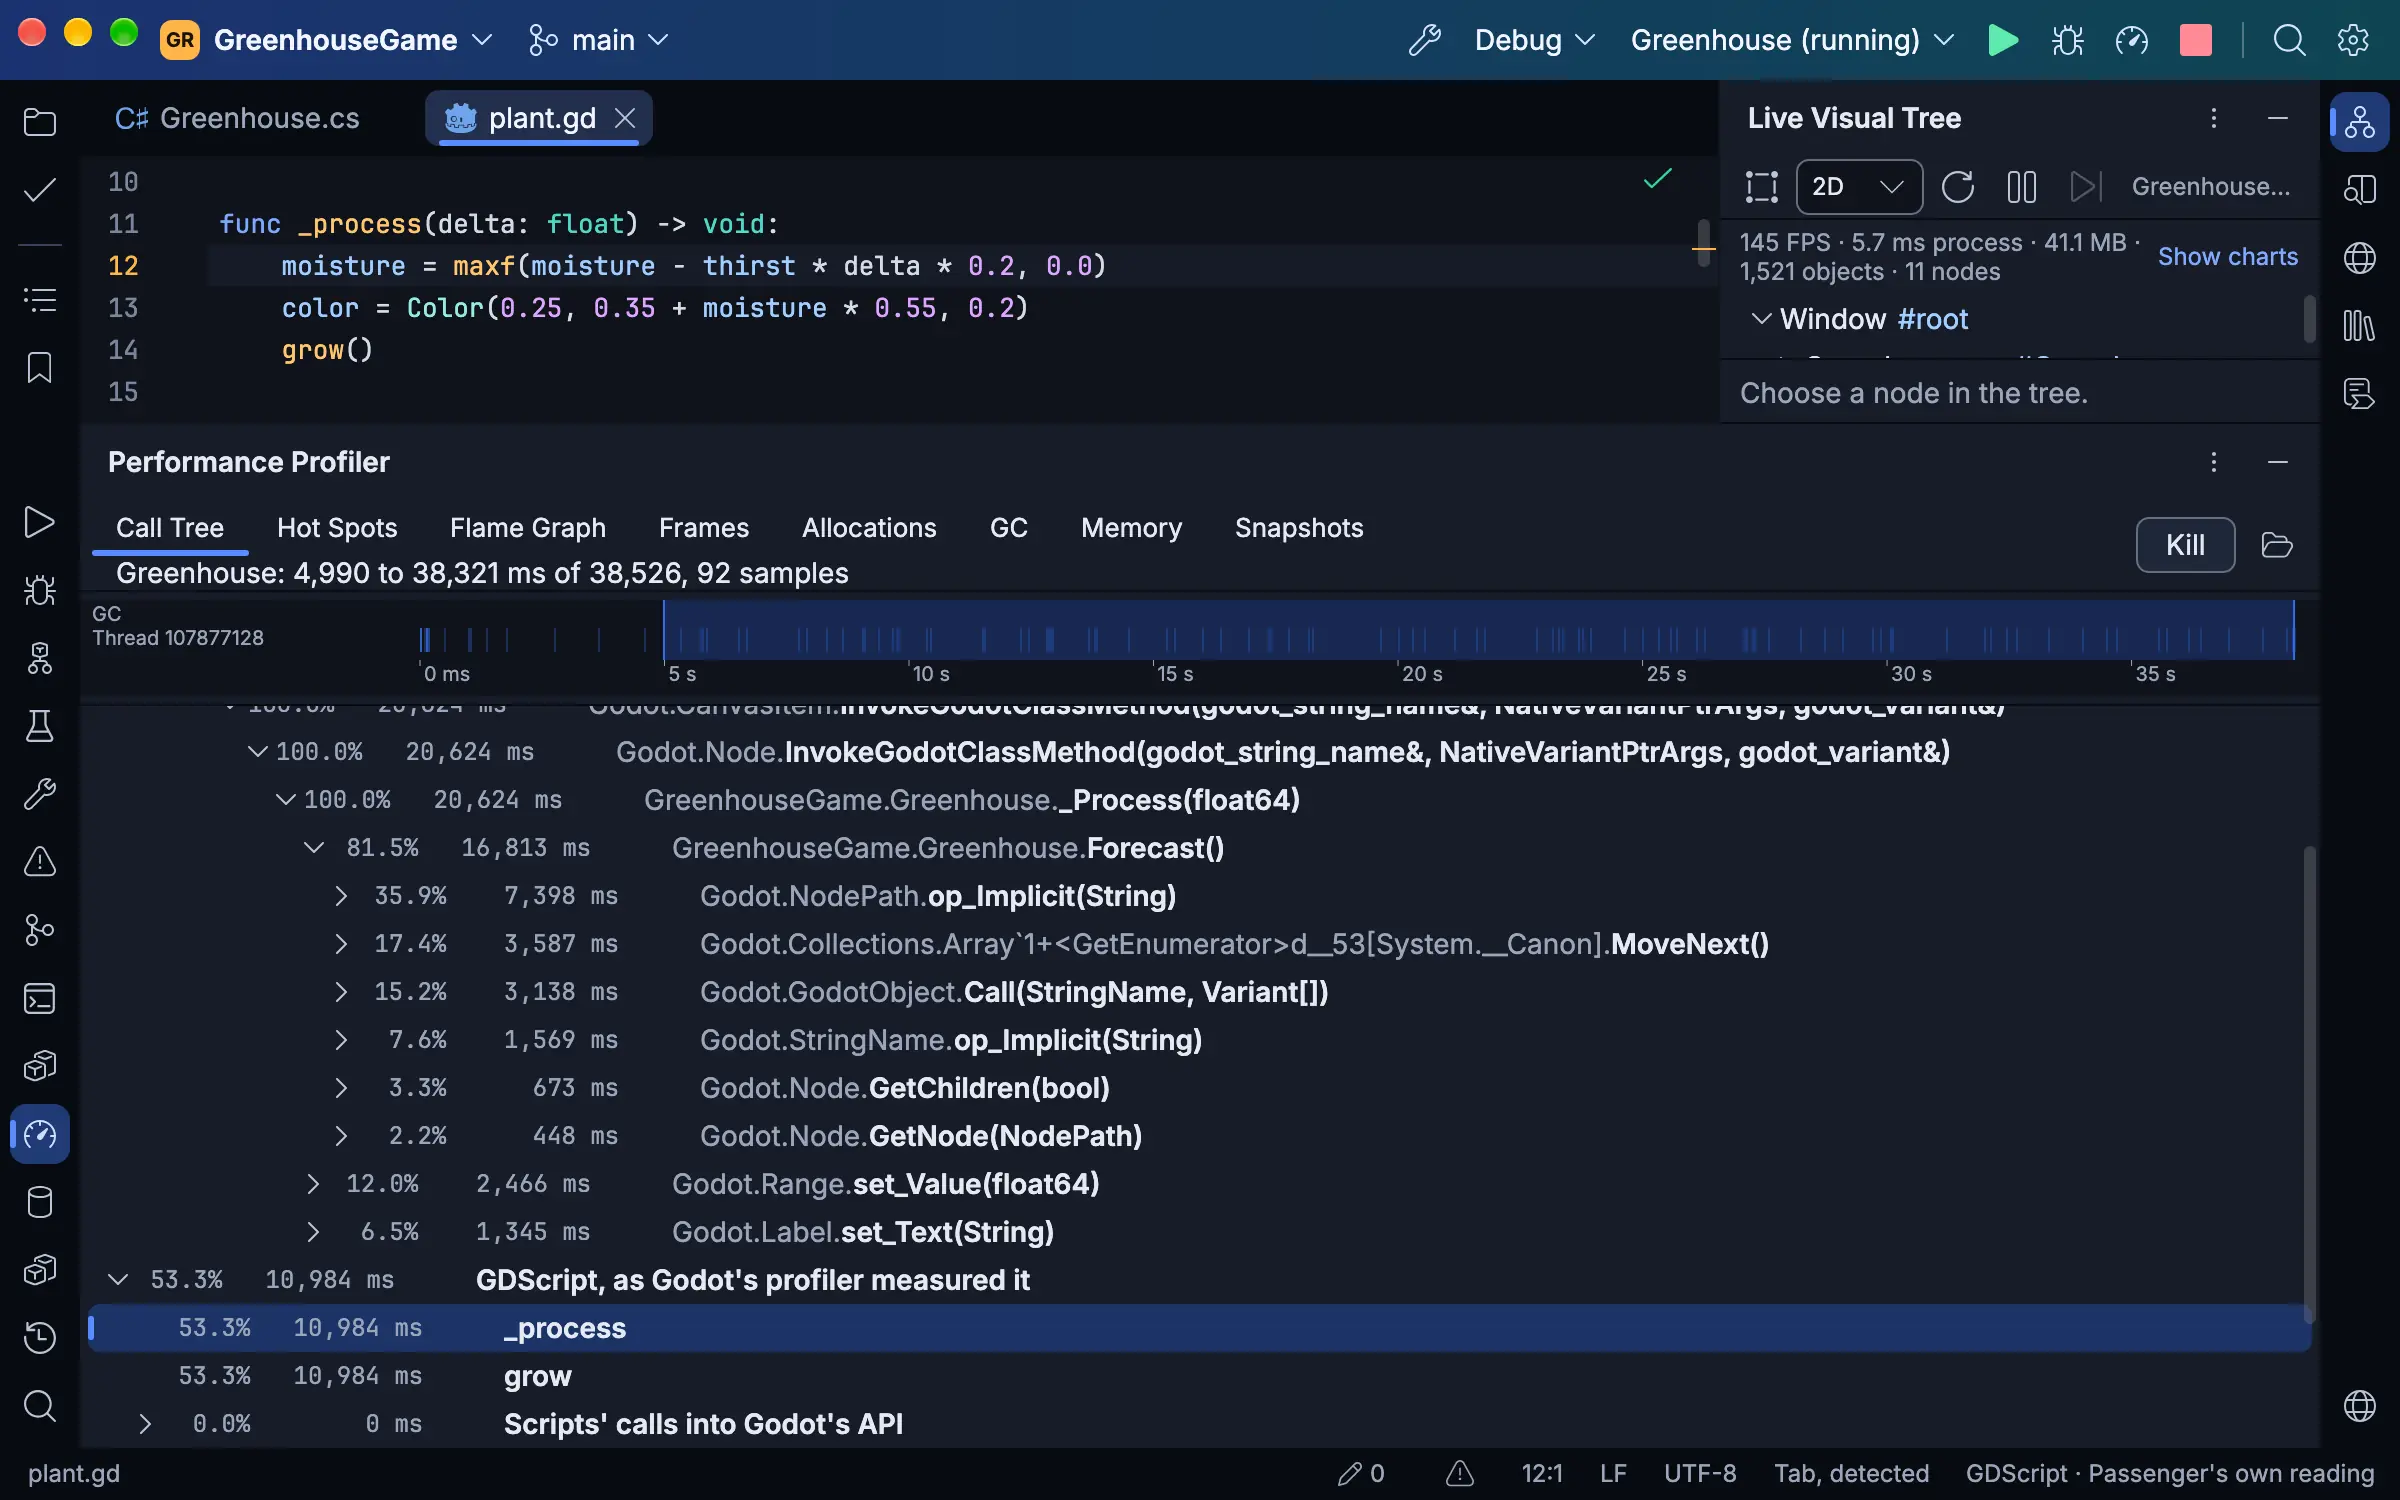 GR GreenhouseGame main Debug Greenhouse (running)
C# Greenhouse.cs plant.gd
10
11 func _process(delta: float) -> void:
12 moisture = maxf(moisture - thirst * delta * 0.2, 0.0)
13 color = Color(0.25, 0.35 + moisture * 0.55, 0.2)
14 grow()
15
Live Visual Tree
2D Greenhouse...
145 FPS · 5.7 ms process · 41.1 MB ·
1,521 objects · 11 nodes
Show charts
Window #root
Choose a node in the tree.
Performance Profiler
Call Tree Hot Spots Flame Graph Frames Allocations GC Memory Snapshots
Kill
Greenhouse: 4,990 to 38,321 ms of 38,526, 92 samples
GC
Thread 107877128
0 ms 5 s 10 s 15 s 20 s 25 s 30 s 35 s
100.0% 20,624 ms Godot.CanvasItem.InvokeGodotClassMethod(godot_string_name&, NativeVariantPtrArgs, godot_variant&)
100.0% 20,624 ms Godot.Node.InvokeGodotClassMethod(godot_string_name&, NativeVariantPtrArgs, godot_variant&)
100.0% 20,624 ms GreenhouseGame.Greenhouse._Process(float64)
81.5% 16,813 ms GreenhouseGame.Greenhouse.Forecast()
35.9% 7,398 ms Godot.NodePath.op_Implicit(String)
17.4% 3,587 ms Godot.Collections.Array`1+<GetEnumerator>d__53[System.__Canon].MoveNext()
15.2% 3,138 ms Godot.GodotObject.Call(StringName, Variant[])
7.6% 1,569 ms Godot.StringName.op_Implicit(String)
3.3% 673 ms Godot.Node.GetChildren(bool)
2.2% 448 ms Godot.Node.GetNode(NodePath)
12.0% 2,466 ms Godot.Range.set_Value(float64)
6.5% 1,345 ms Godot.Label.set_Text(String)
53.3% 10,984 ms GDScript, as Godot's profiler measured it
53.3% 10,984 ms _process
53.3% 10,984 ms grow
0.0% 0 ms Scripts' calls into Godot's API
plant.gd 0 12:1 LF UTF-8 Tab, detected GDScript · Passenger's own reading